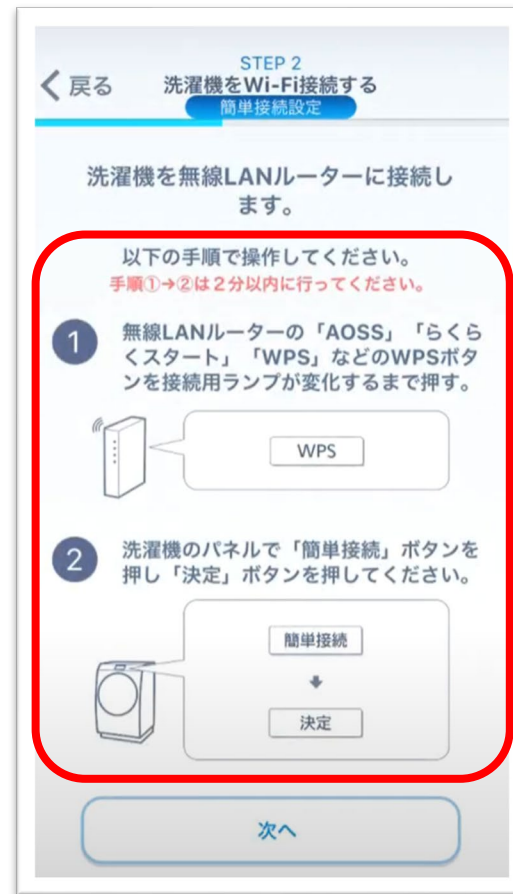 STEP 2
戻る
洗濯機をWi-Fi接続する
簡単接続設定
洗濯機を無線LANルーターに接続し
ます。
以下の手順で操作してください。
手順①→②は2分以内に行ってください。
1
無線LANルーターの「AOSS」「らくら
くスタート」「WPS」などのWPSボタ
ンを接続用ランプが変化するまで押す。
WPS
2
洗濯機のパネルで「簡単接続」ボタンを
押し「決定」ボタンを押してください。
簡単接続
決定
次へ